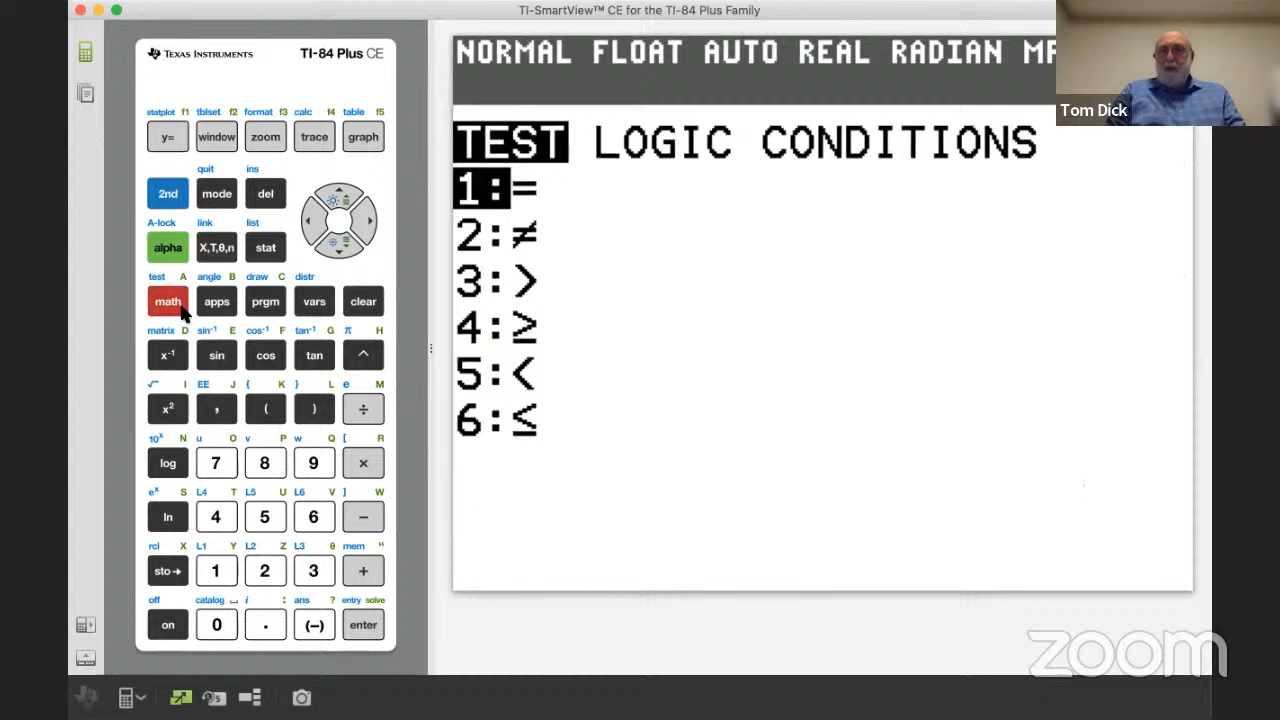 TI-SmartView™ CE for the TI-84 Plus Family
TEXAS INSTRUMENTS TI-84 Plus CE
statplot f1 tblset f2 format f3 calc f4 table f5
y= window zoom trace graph
quit ins
2nd mode del
A-lock link list
alpha X,T,θ,n stat
test A angle B draw C distr
math apps prgm vars clear
matrix D sin-1 E cos-1 F tan-1 G π H
x-1 sin cos tan ^
√ I EE J { K } L e M
x2 , ( ) ÷
10x N u O v P w Q [ R
log 7 8 9 ×
ex S L4 T L5 U L6 V ] W
ln 4 5 6 −
rcl X L1 Y L2 Z L3 θ mem "
sto→ 1 2 3 +
off catalog ⎵ i : ans ? entry solve
on 0 . (–) enter
NORMAL FLOAT AUTO REAL RADIAN MP
TEST LOGIC CONDITIONS
1:=
2:≠
3:>
4:≥
5:<
6:≤
Tom Dick
zoom